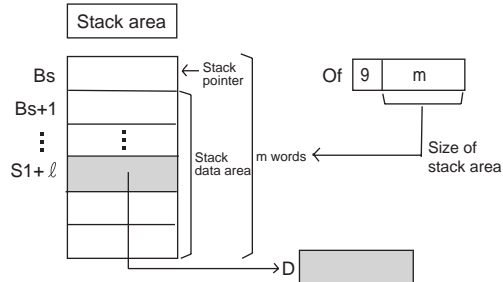 Stack area
Bs
Stack
pointer
Bs+1
⋮
⋮
S1+ℓ
Stack
data area
m words
Of
9
m
Size of
stack area
D